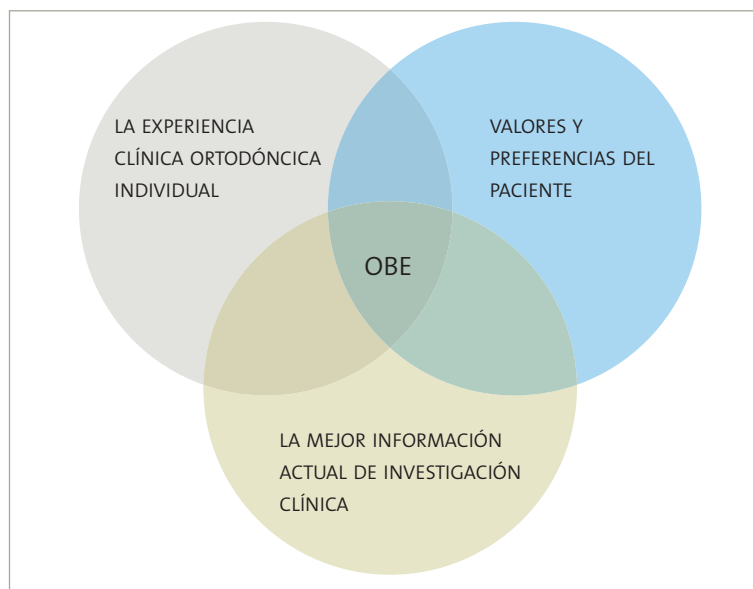 LA EXPERIENCIA
CLÍNICA ORTODÓNCICA
INDIVIDUAL
VALORES Y
PREFERENCIAS DEL
PACIENTE
OBE
LA MEJOR INFORMACIÓN
ACTUAL DE INVESTIGACIÓN
CLÍNICA